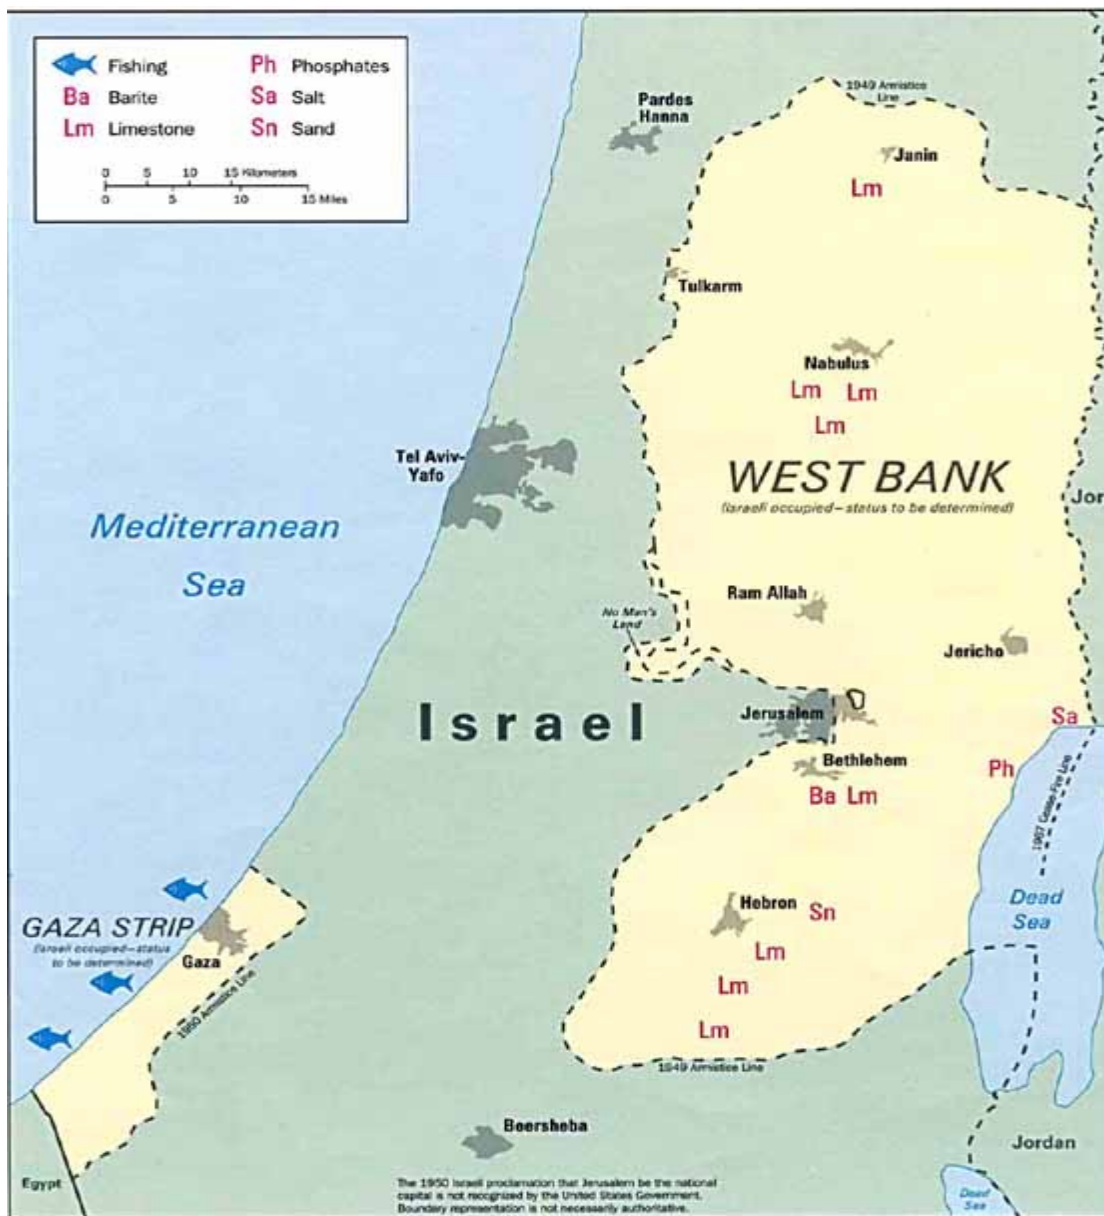 Fishing
Ph Phosphates
Ba Barite
Sa Salt
Lm Limestone
Sn Sand
0 5 10 15 Kilometers
0 5 10 15 Miles
1949 Armistice
Line
Pardes
Hanna
Janin
Lm
Tulkarm
Nabulus
Lm Lm
Lm
Tel Aviv-
Yafo
WEST BANK
(Israeli occupied—status to be determined)
Jor
Mediterranean
Sea
Ram Allah
No Man's
Land
Jericho
Israel
Jerusalem
Sa
Bethlehem
Ph
Ba Lm
1967 Cease-Fire Line
Dead
Sea
Hebron
Sn
GAZA STRIP
(Israeli occupied—status
to be determined)
Gaza
1950 Armistice Line
Lm
Lm
Lm
1949 Armistice Line
Beersheba
Jordan
Egypt
Dead
Sea
The 1950 Israeli proclamation that Jerusalem be the national
capital is not recognized by the United States Government.
Boundary representation is not necessarily authoritative.